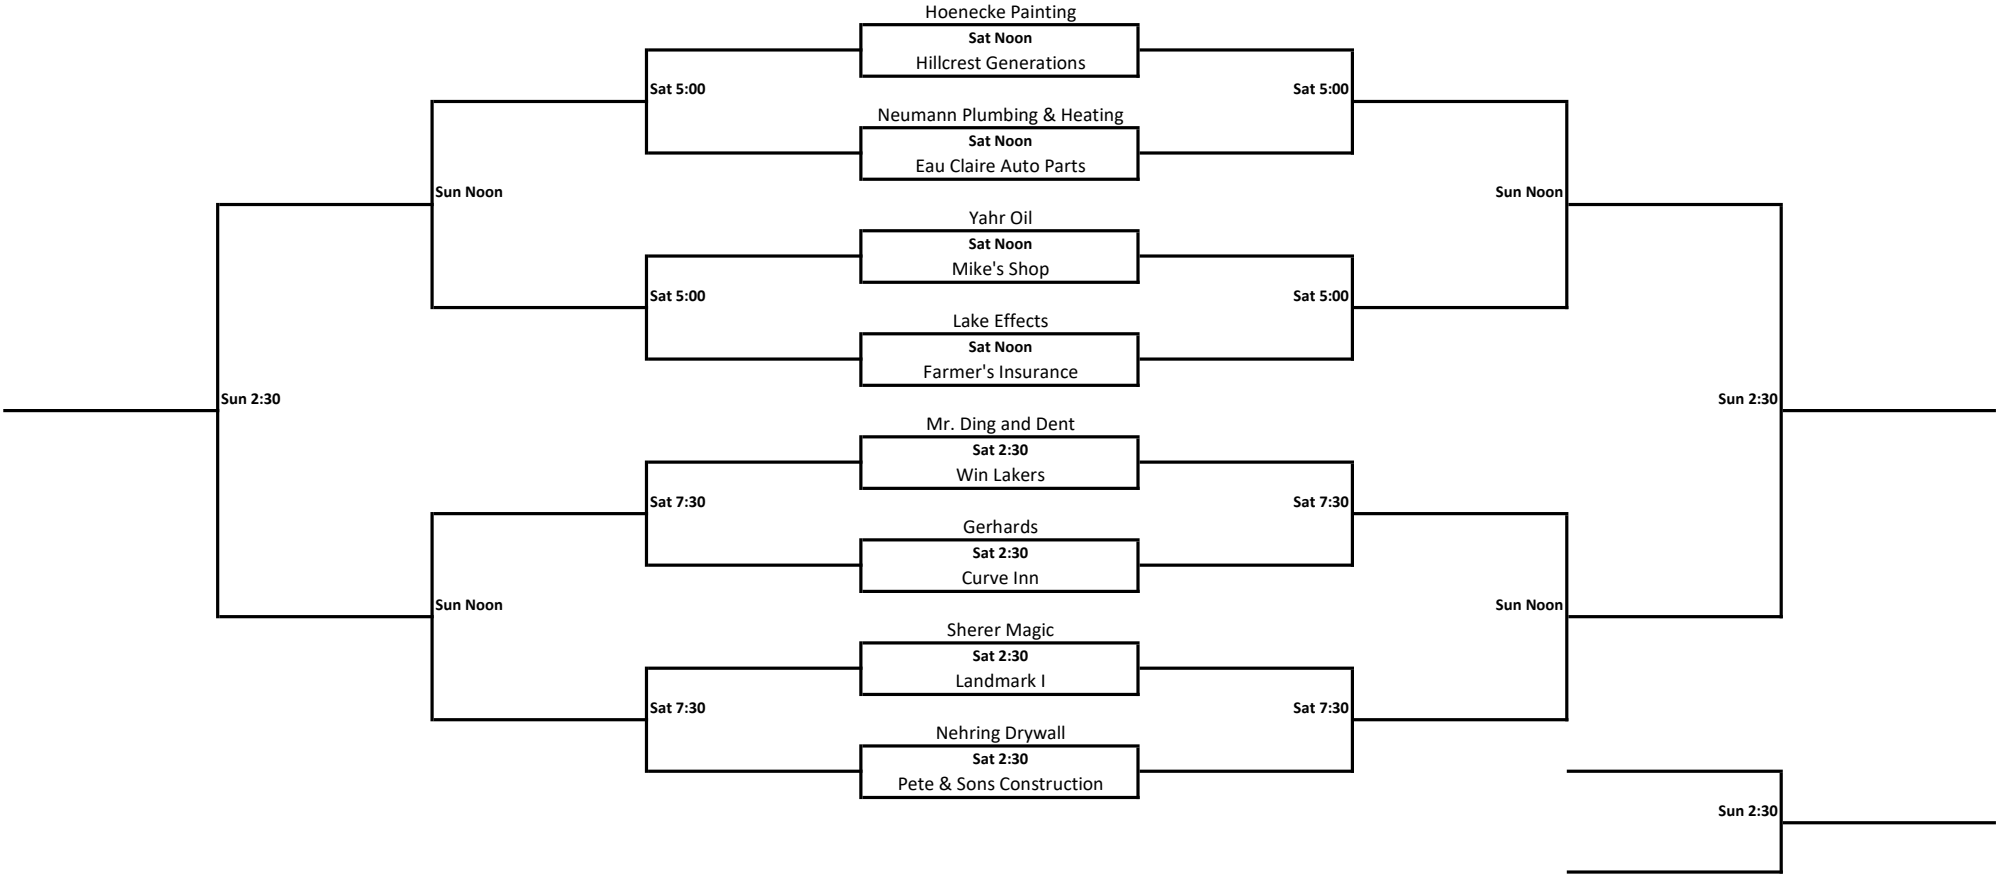 Hoenecke Painting
Sat Noon
Hillcrest Generations
Sat 5:00
Sat 5:00
Neumann Plumbing & Heating
Sat Noon
Eau Claire Auto Parts
Sun Noon
Sun Noon
Yahr Oil
Sat Noon
Mike's Shop
Sat 5:00
Sat 5:00
Lake Effects
Sat Noon
Farmer's Insurance
Sun 2:30
Sun 2:30
Mr. Ding and Dent
Sat 2:30
Win Lakers
Sat 7:30
Sat 7:30
Gerhards
Sat 2:30
Curve Inn
Sun Noon
Sun Noon
Sherer Magic
Sat 2:30
Landmark I
Sat 7:30
Sat 7:30
Nehring Drywall
Sat 2:30
Pete & Sons Construction
Sun 2:30